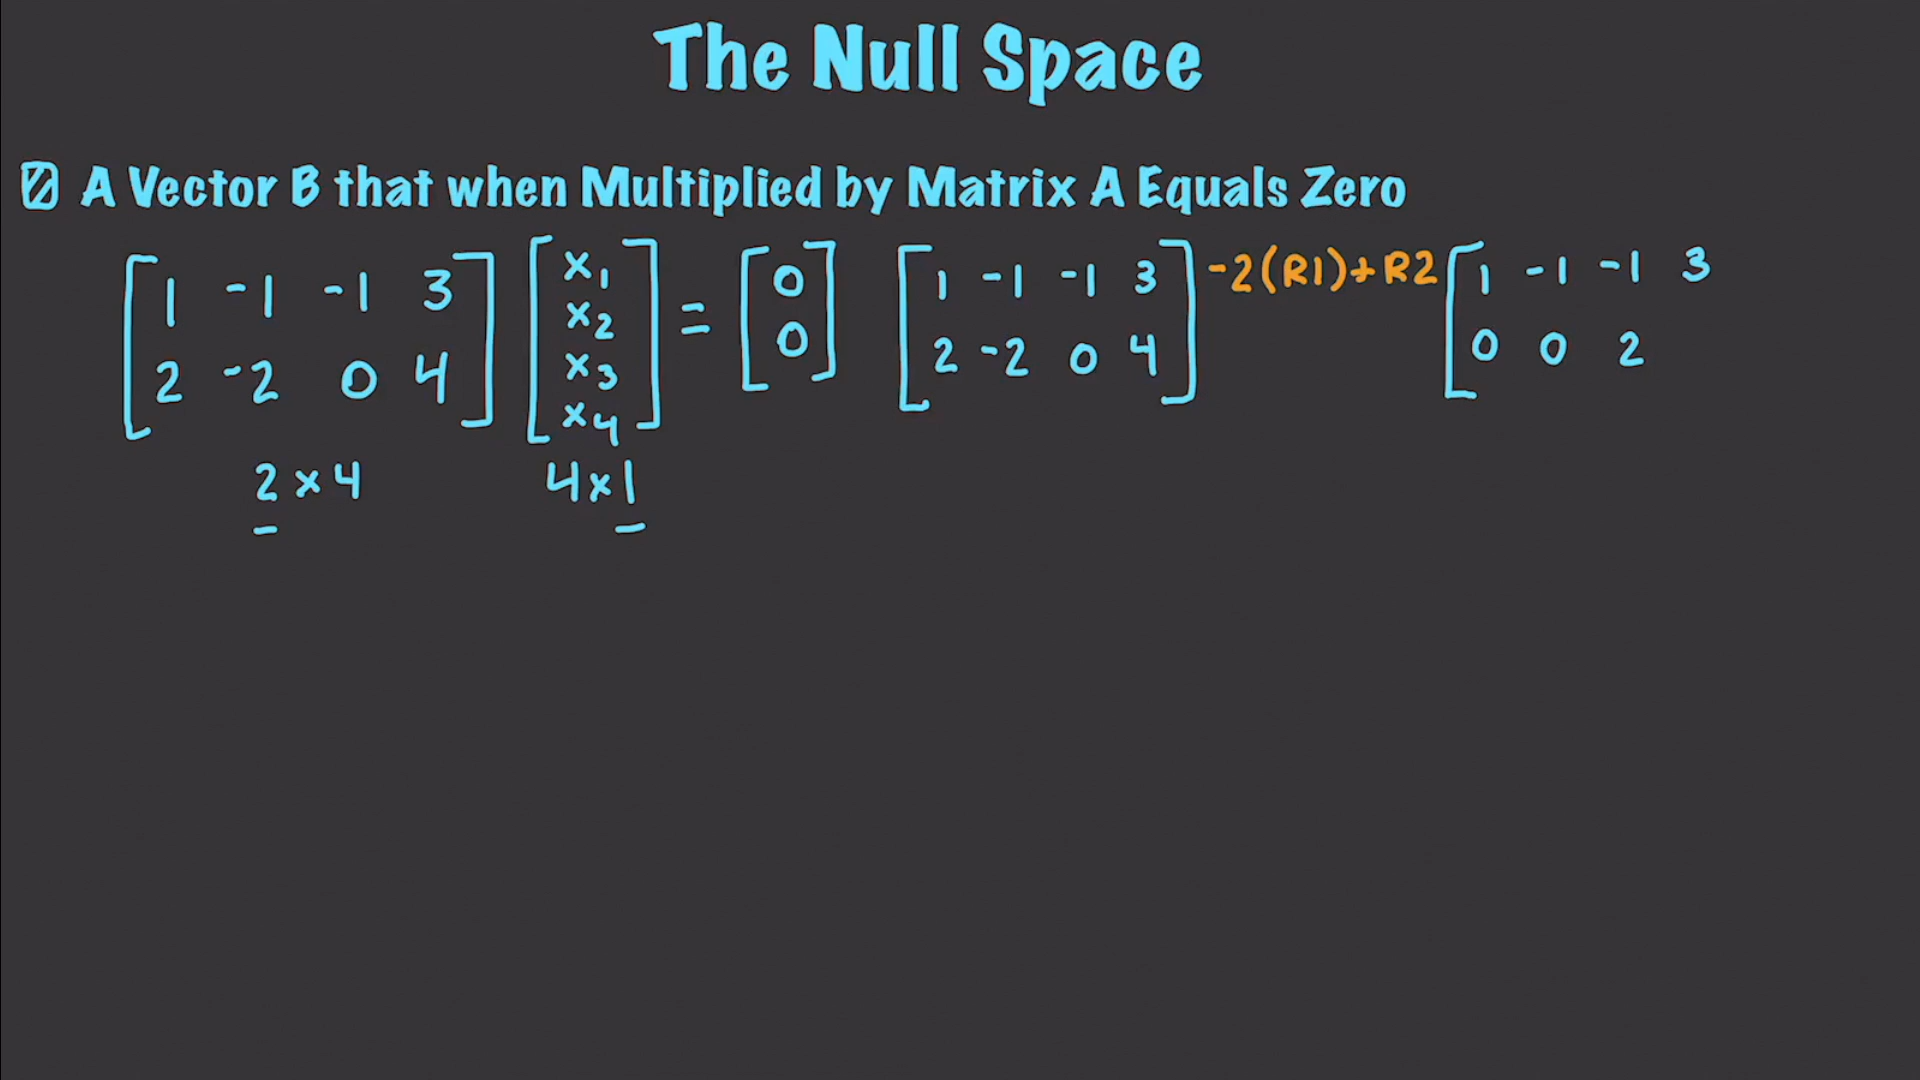 The Null Space
A Vector B that when Multiplied by Matrix A Equals Zero
1 -1 -1 3
2 -2 0 4
x1
x2
x3
x4
=
0
0
1 -1 -1 3
2 -2 0 4
-2(R1)+R2
1 -1 -1 3
0 0 2
2 x 4
4 x 1